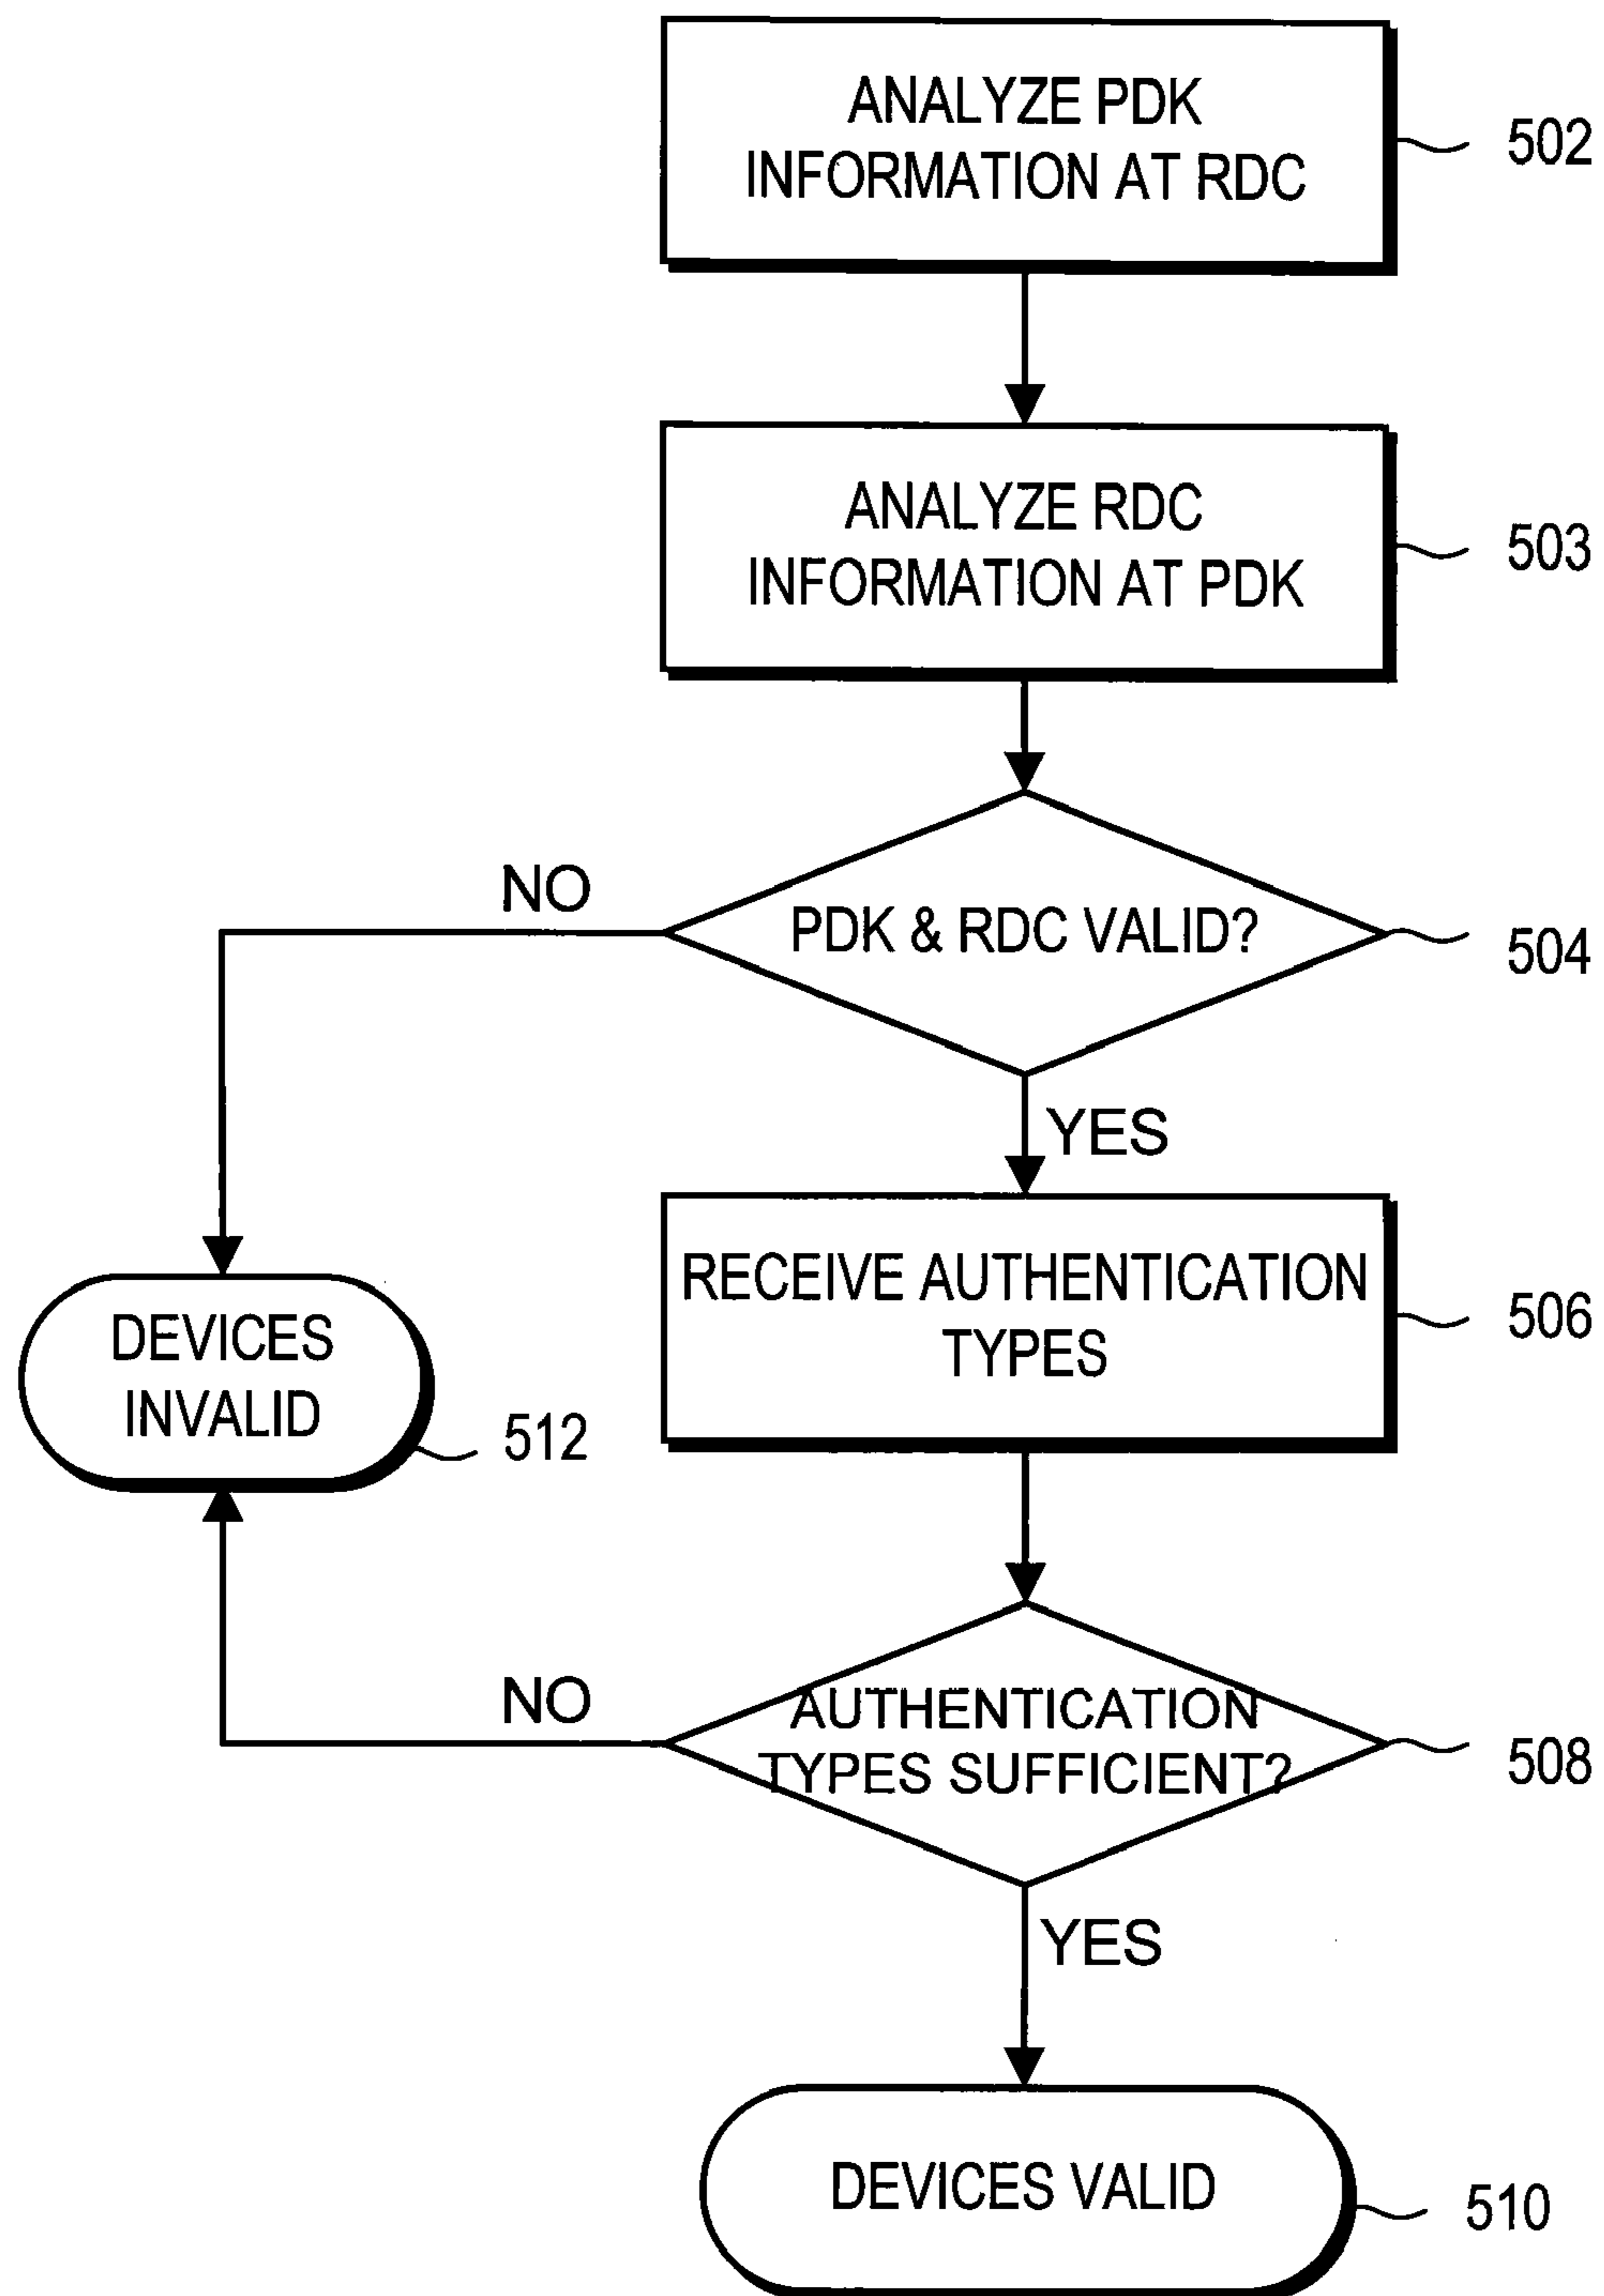 ANALYZE PDK
INFORMATION AT RDC
502
ANALYZE RDC
INFORMATION AT PDK
503
NO
PDK & RDC VALID?
504
YES
RECEIVE AUTHENTICATION
TYPES
506
DEVICES
INVALID
512
NO
AUTHENTICATION
TYPES SUFFICIENT?
508
YES
DEVICES VALID
510